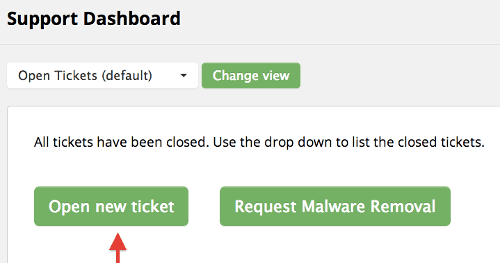 Support Dashboard
Open Tickets (default) Change view
All tickets have been closed. Use the drop down to list the closed tickets.
Open new ticket Request Malware Removal